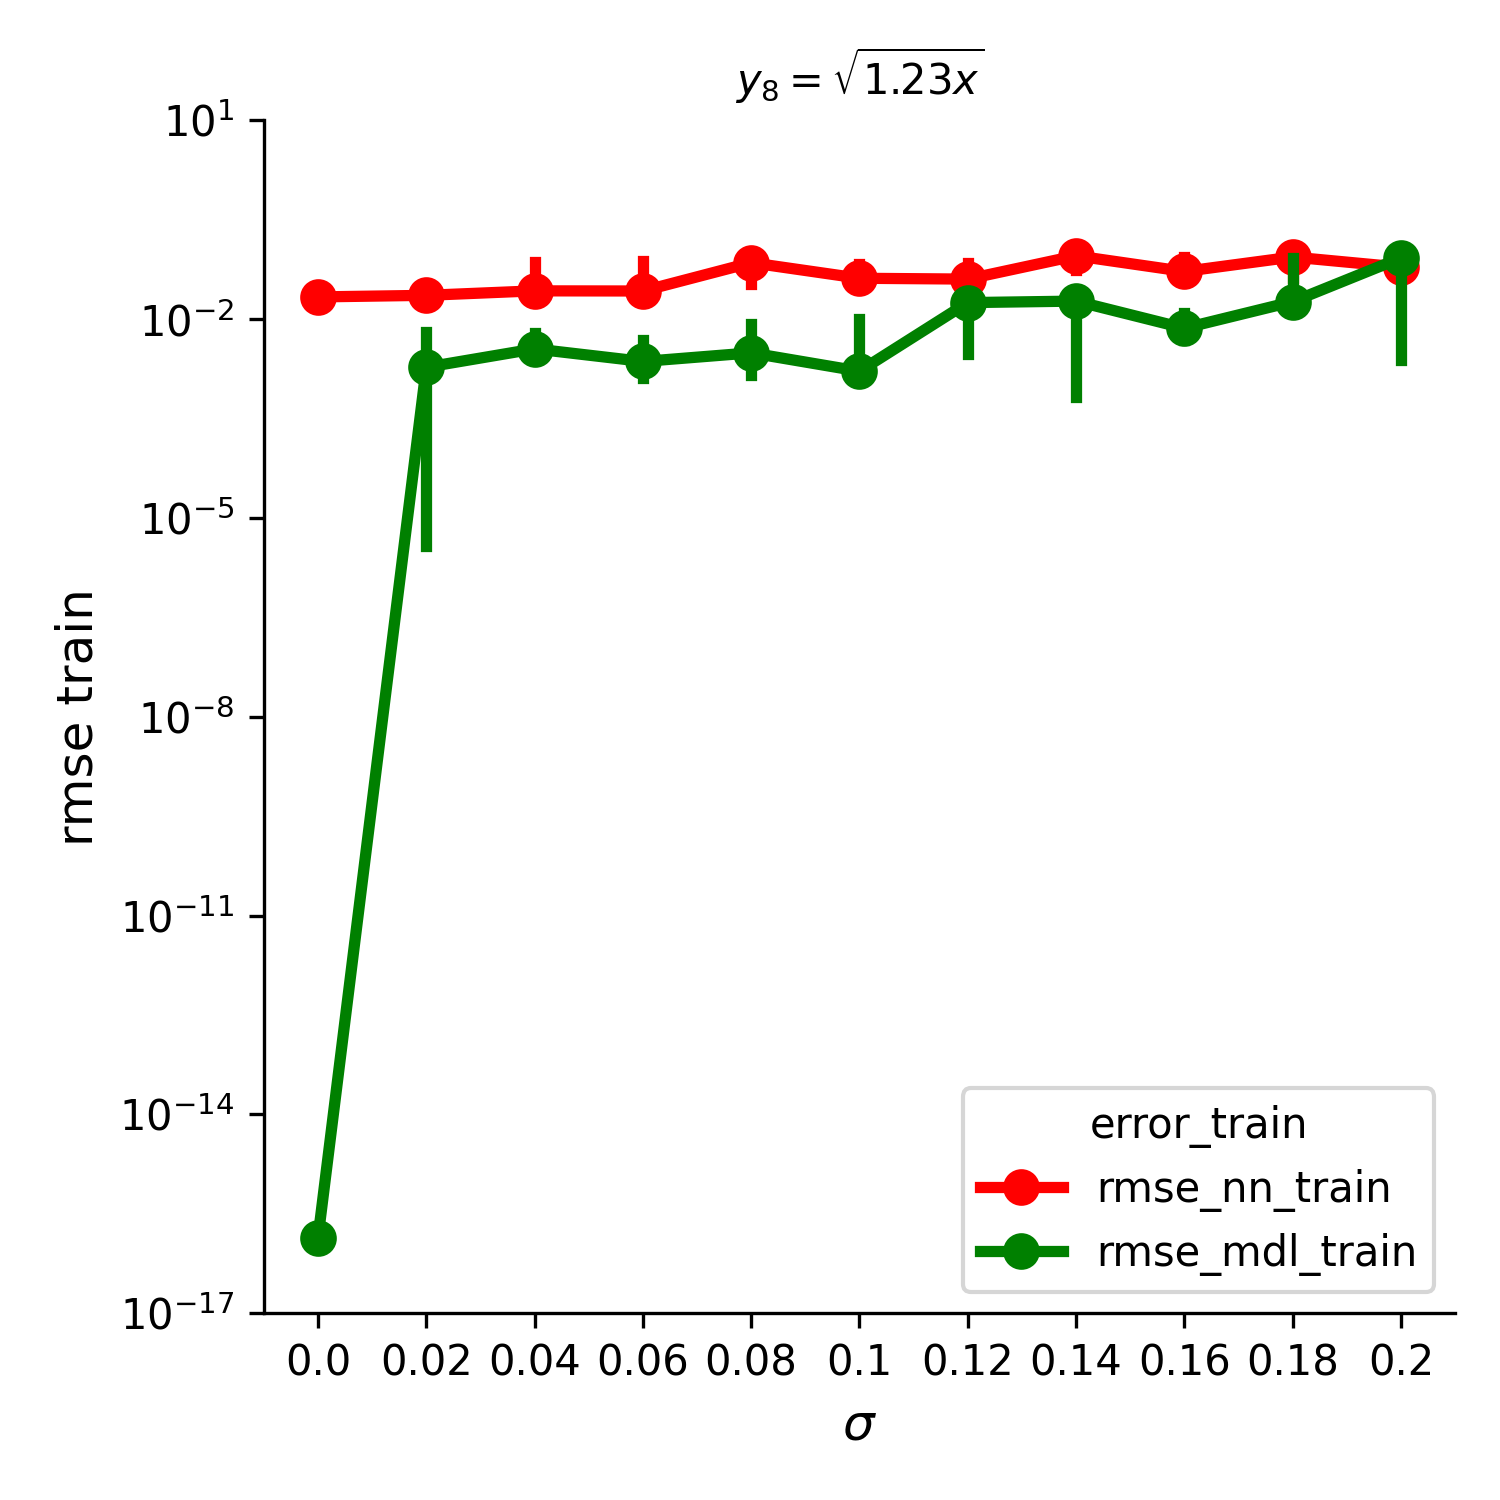 y₈ = √1.23x
10¹
10⁻²
10⁻⁵
10⁻⁸
10⁻¹¹
10⁻¹⁴
10⁻¹⁷
rmse train
error_train
rmse_nn_train
rmse_mdl_train
0.0 0.02 0.04 0.06 0.08 0.1 0.12 0.14 0.16 0.18 0.2
σ